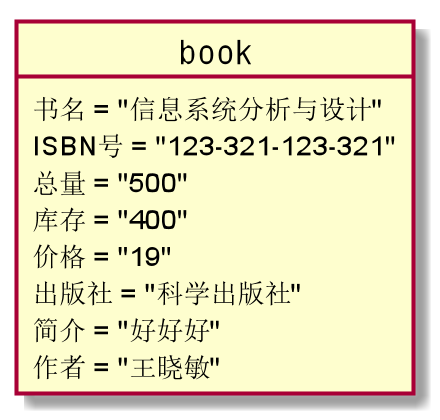 book
书名 = "信息系统分析与设计"
ISBN号 = "123-321-123-321"
总量 = "500"
库存 = "400"
价格 = "19"
出版社 = "科学出版社"
简介 = "好好好"
作者 = "王晓敏"